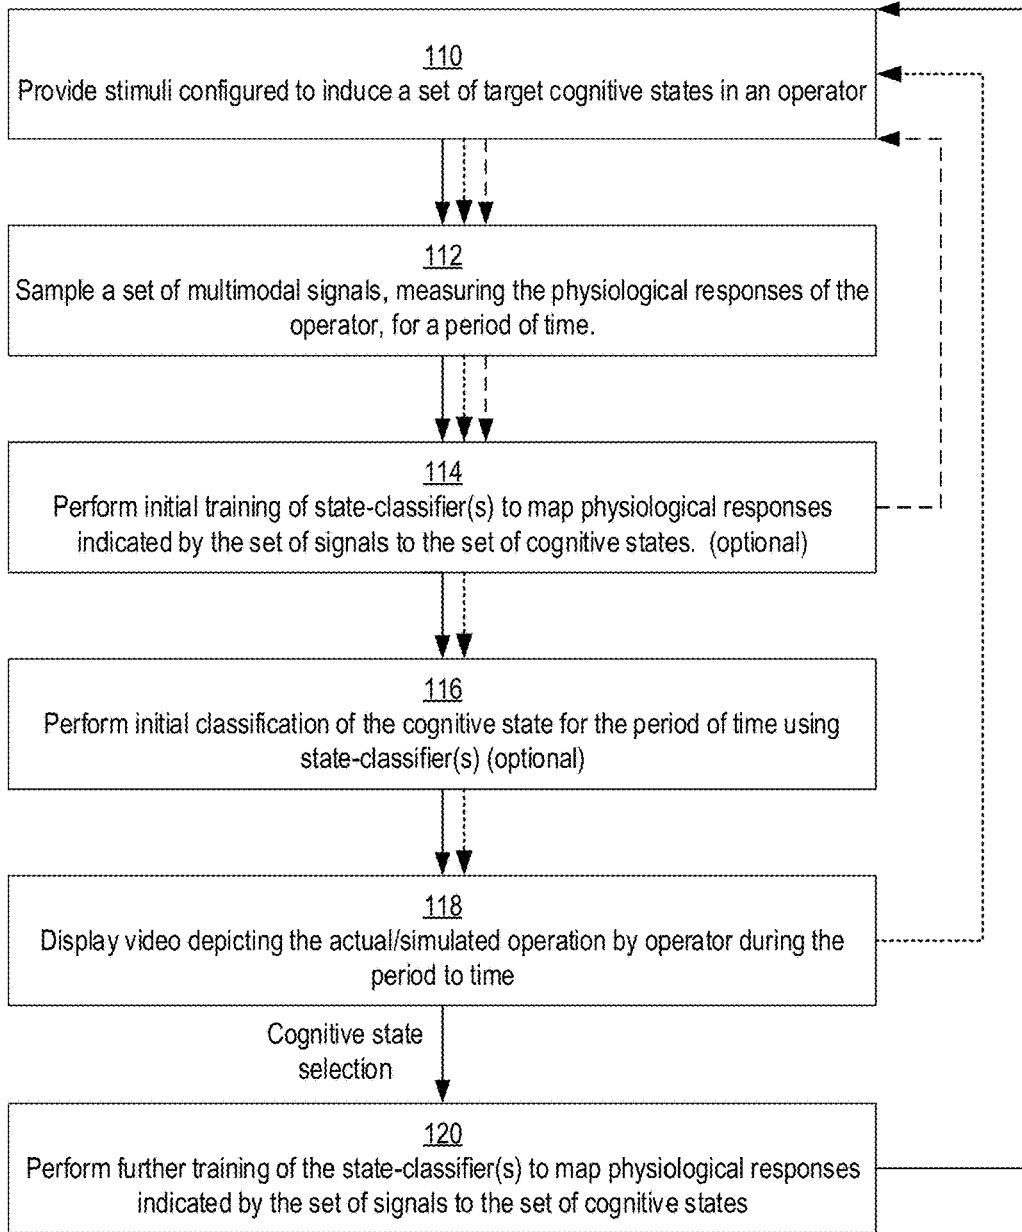 110
Provide stimuli configured to induce a set of target cognitive states in an operator
112
Sample a set of multimodal signals, measuring the physiological responses of the
operator, for a period of time.
114
Perform initial training of state-classifier(s) to map physiological responses
indicated by the set of signals to the set of cognitive states.  (optional)
116
Perform initial classification of the cognitive state for the period of time using
state-classifier(s) (optional)
118
Display video depicting the actual/simulated operation by operator during the
period to time
Cognitive state
selection
120
Perform further training of the state-classifier(s) to map physiological responses
indicated by the set of signals to the set of cognitive states